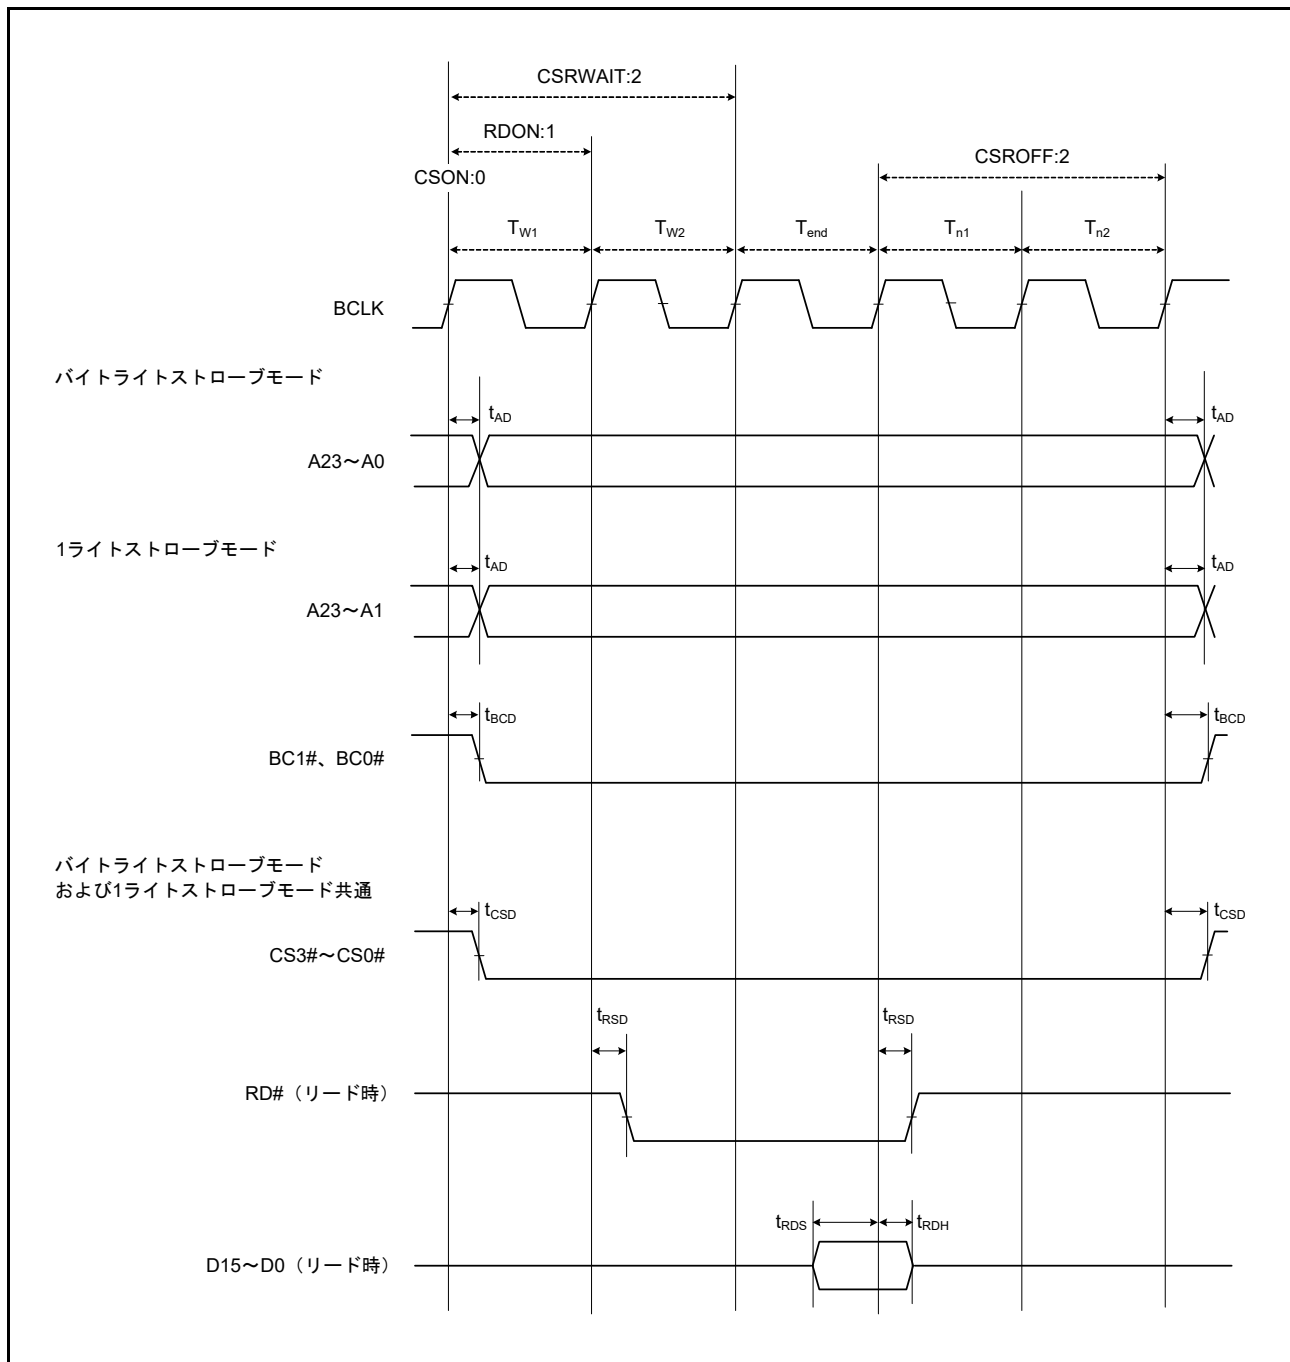 CSRWAIT:2
RDON:1
CSROFF:2
CSON:0
TW1 TW2 Tend Tn1 Tn2
BCLK
バイトライトストローブモード
tAD tAD
A23～A0
1ライトストローブモード
tAD tAD
A23～A1
tBCD tBCD
BC1#、BC0#
バイトライトストローブモード
および1ライトストローブモード共通
tCSD tCSD
CS3#～CS0#
tRSD tRSD
RD#（リード時）
tRDS tRDH
D15～D0（リード時）